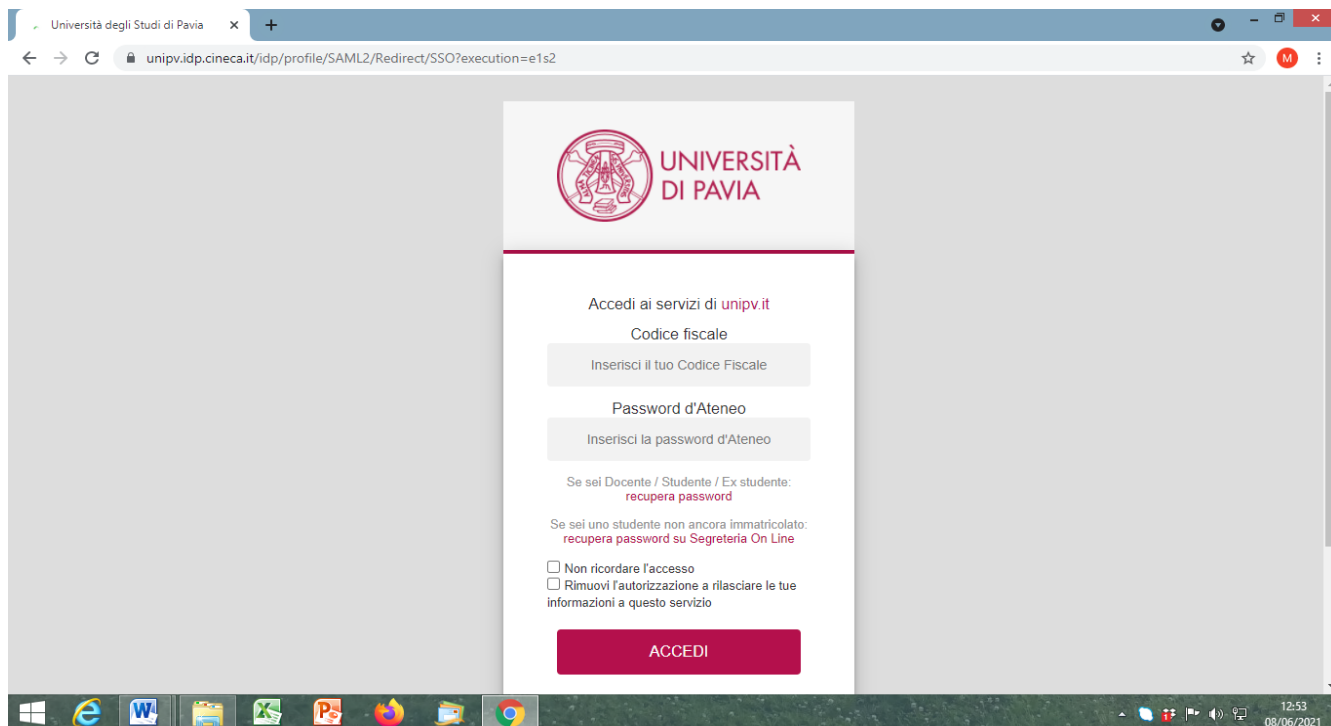 Università degli Studi di Pavia
unipv.idp.cineca.it/idp/profile/SAML2/Redirect/SSO?execution=e1s2
M
UNIVERSITÀ
DI PAVIA
Accedi ai servizi di unipv.it
Codice fiscale
Inserisci il tuo Codice Fiscale
Password d'Ateneo
Inserisci la password d'Ateneo
Se sei Docente / Studente / Ex studente:
recupera password
Se sei uno studente non ancora immatricolato:
recupera password su Segreteria On Line
Non ricordare l'accesso
Rimuovi l'autorizzazione a rilasciare le tue
informazioni a questo servizio
ACCEDI
12:53
08/06/2021